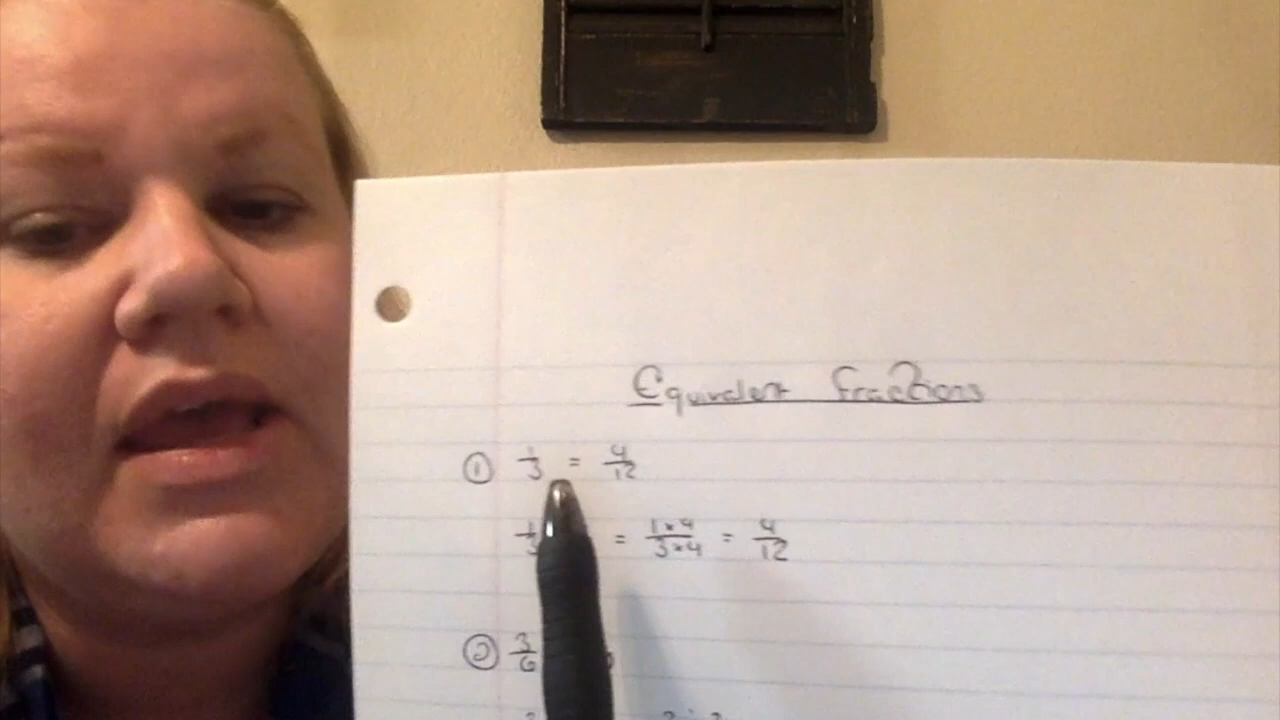 Equivalent Fractions
① 1/3 = 4/12
1/3 = 1×4/3×4 = 4/12
② 3/6